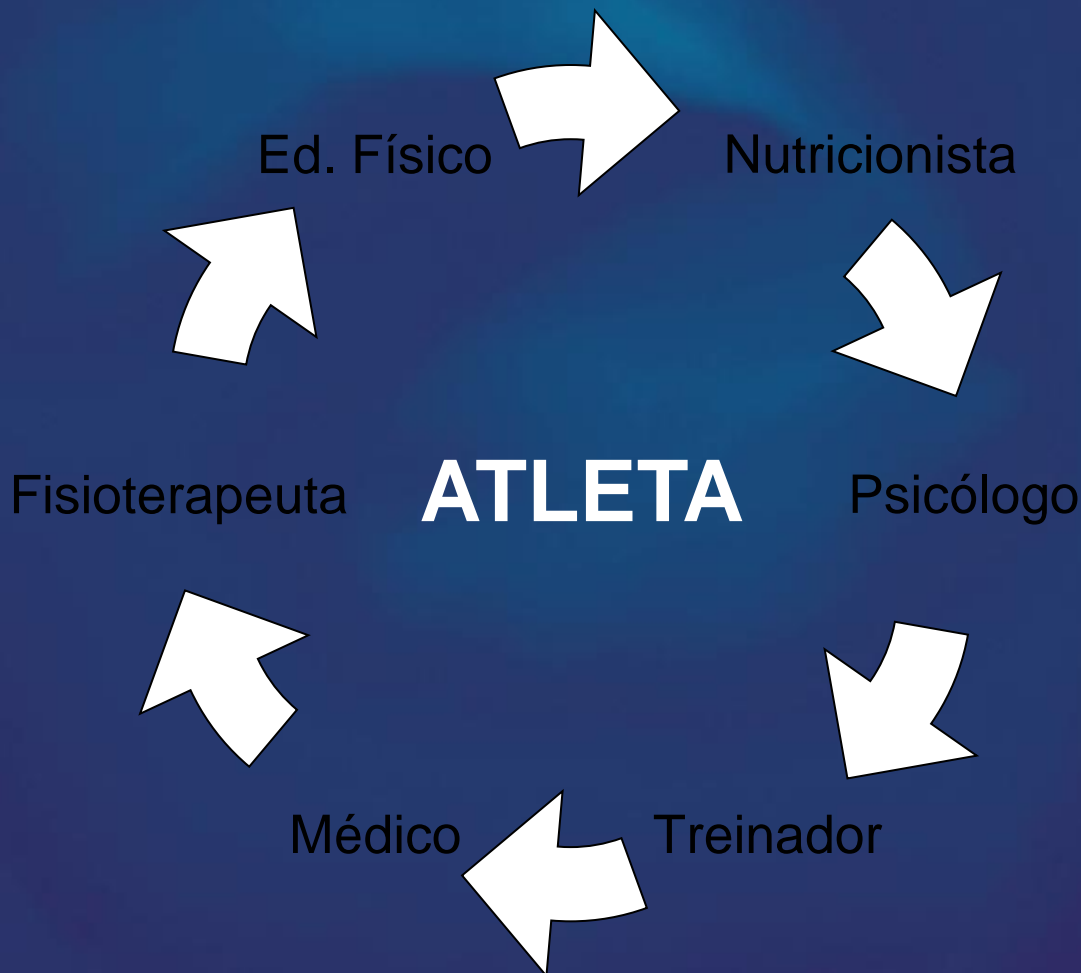 Ed. Físico
Nutricionista
Fisioterapeuta
ATLETA
Psicólogo
Médico
Treinador